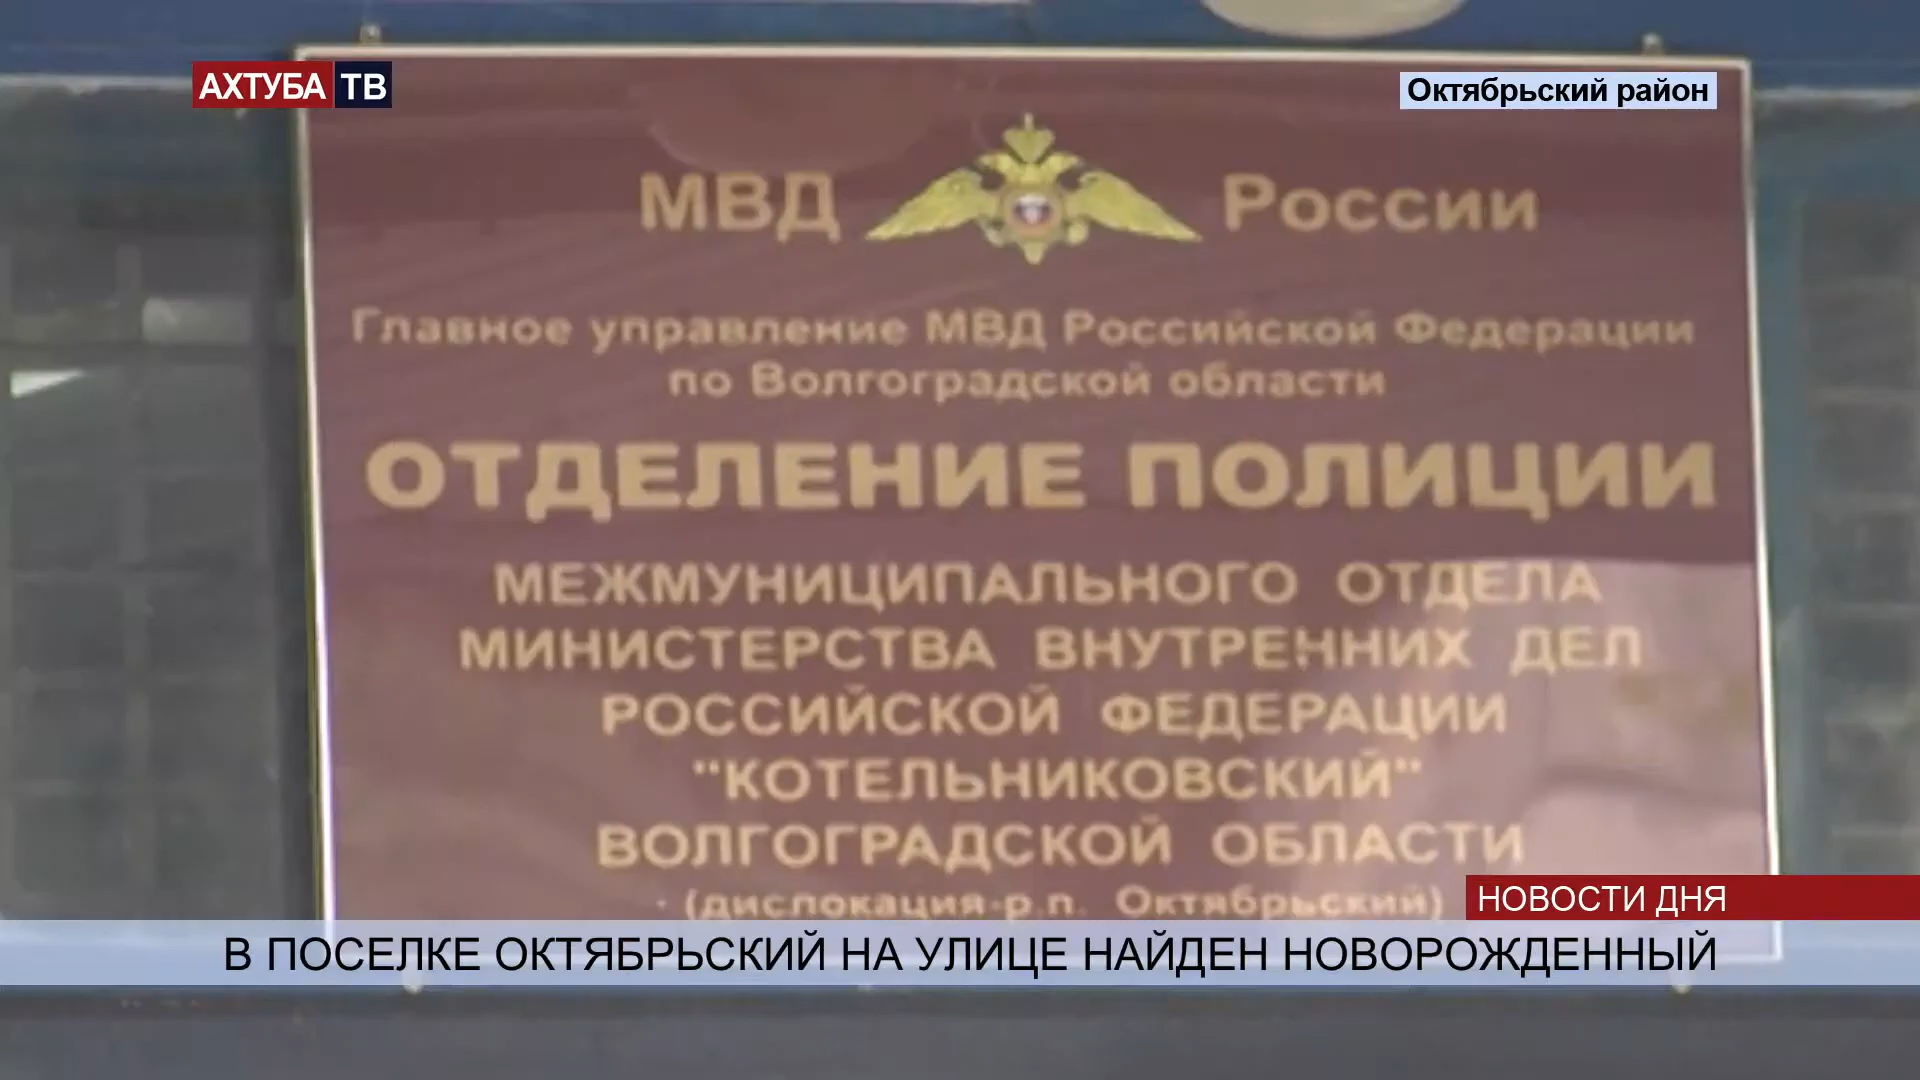 АХТУБА ТВ
Октябрьский район
МВД России
Главное управление МВД Российской Федерации
по Волгоградской области
ОТДЕЛЕНИЕ ПОЛИЦИИ
МЕЖМУНИЦИПАЛЬНОГО ОТДЕЛА
МИНИСТЕРСТВА ВНУТРЕННИХ ДЕЛ
РОССИЙСКОЙ ФЕДЕРАЦИИ
"КОТЕЛЬНИКОВСКИЙ"
ВОЛГОГРАДСКОЙ ОБЛАСТИ
(дислокация-р.п. Октябрьский)
НОВОСТИ ДНЯ
В ПОСЕЛКЕ ОКТЯБРЬСКИЙ НА УЛИЦЕ НАЙДЕН НОВОРОЖДЕННЫЙ